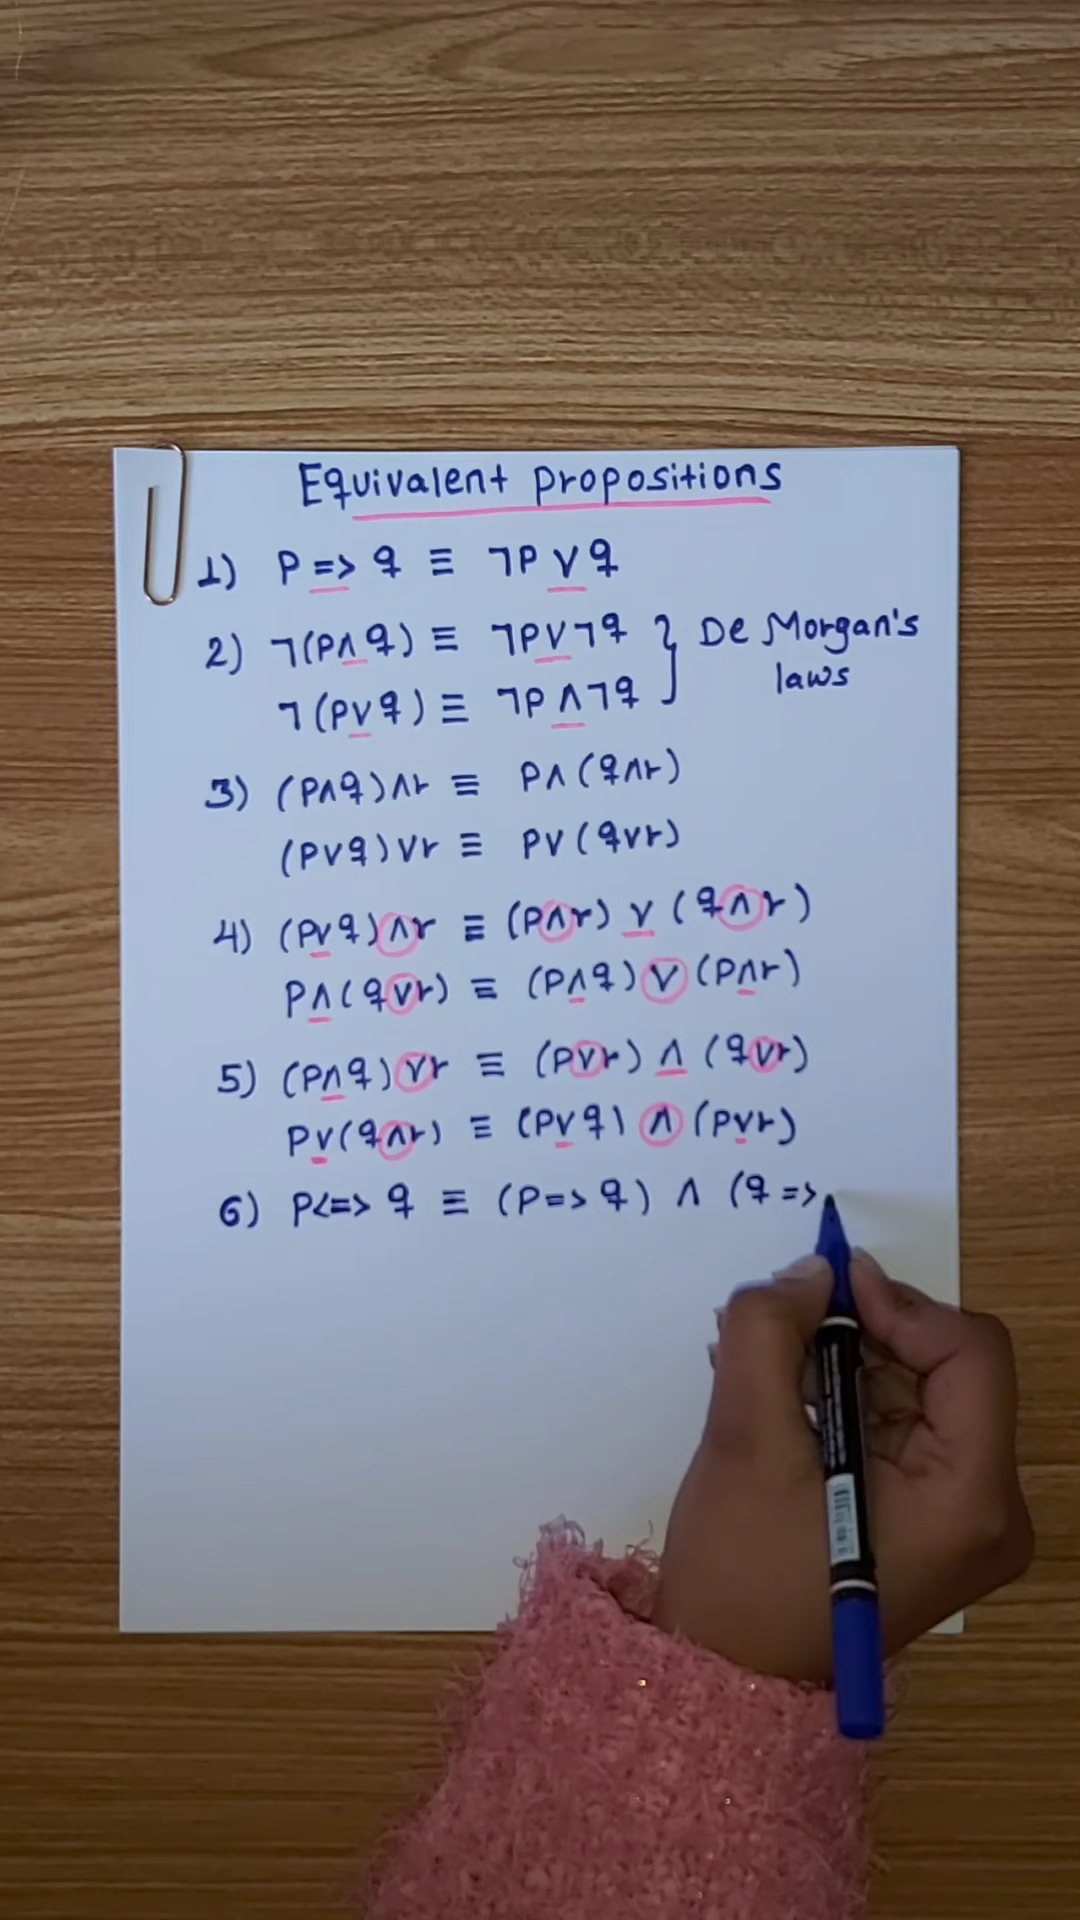 Equivalent propositions
1) P => q ≡ ¬P ∨ q
2) ¬(P∧q) ≡ ¬P∨¬q } De Morgan's
laws
¬(P∨q) ≡ ¬P∧¬q
3) (P∧q)∧r ≡ P∧(q∧r)
(P∨q)∨r ≡ P∨(q∨r)
4) (P∨q)∧r ≡ (P∧r) ∨ (q∧r)
P∧(q∨r) ≡ (P∧q) ∨ (P∧r)
5) (P∧q)∨r ≡ (P∨r) ∧ (q∨r)
P∨(q∧r) ≡ (P∨q) ∧ (P∨r)
6) P<=> q ≡ (P=> q) ∧ (q =>